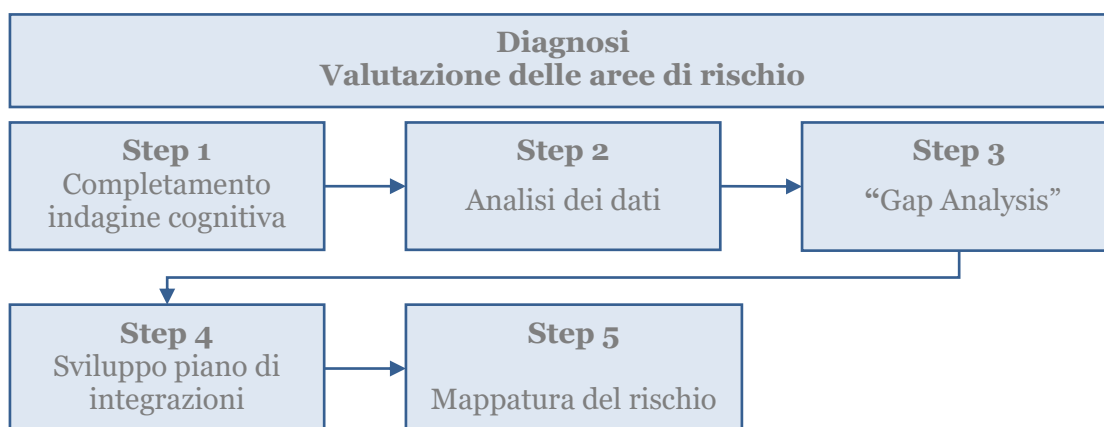 Diagnosi
Valutazione delle aree di rischio
Step 1
Completamento
indagine cognitiva
Step 2
Analisi dei dati
Step 3
“Gap Analysis”
Step 4
Sviluppo piano di
integrazioni
Step 5
Mappatura del rischio